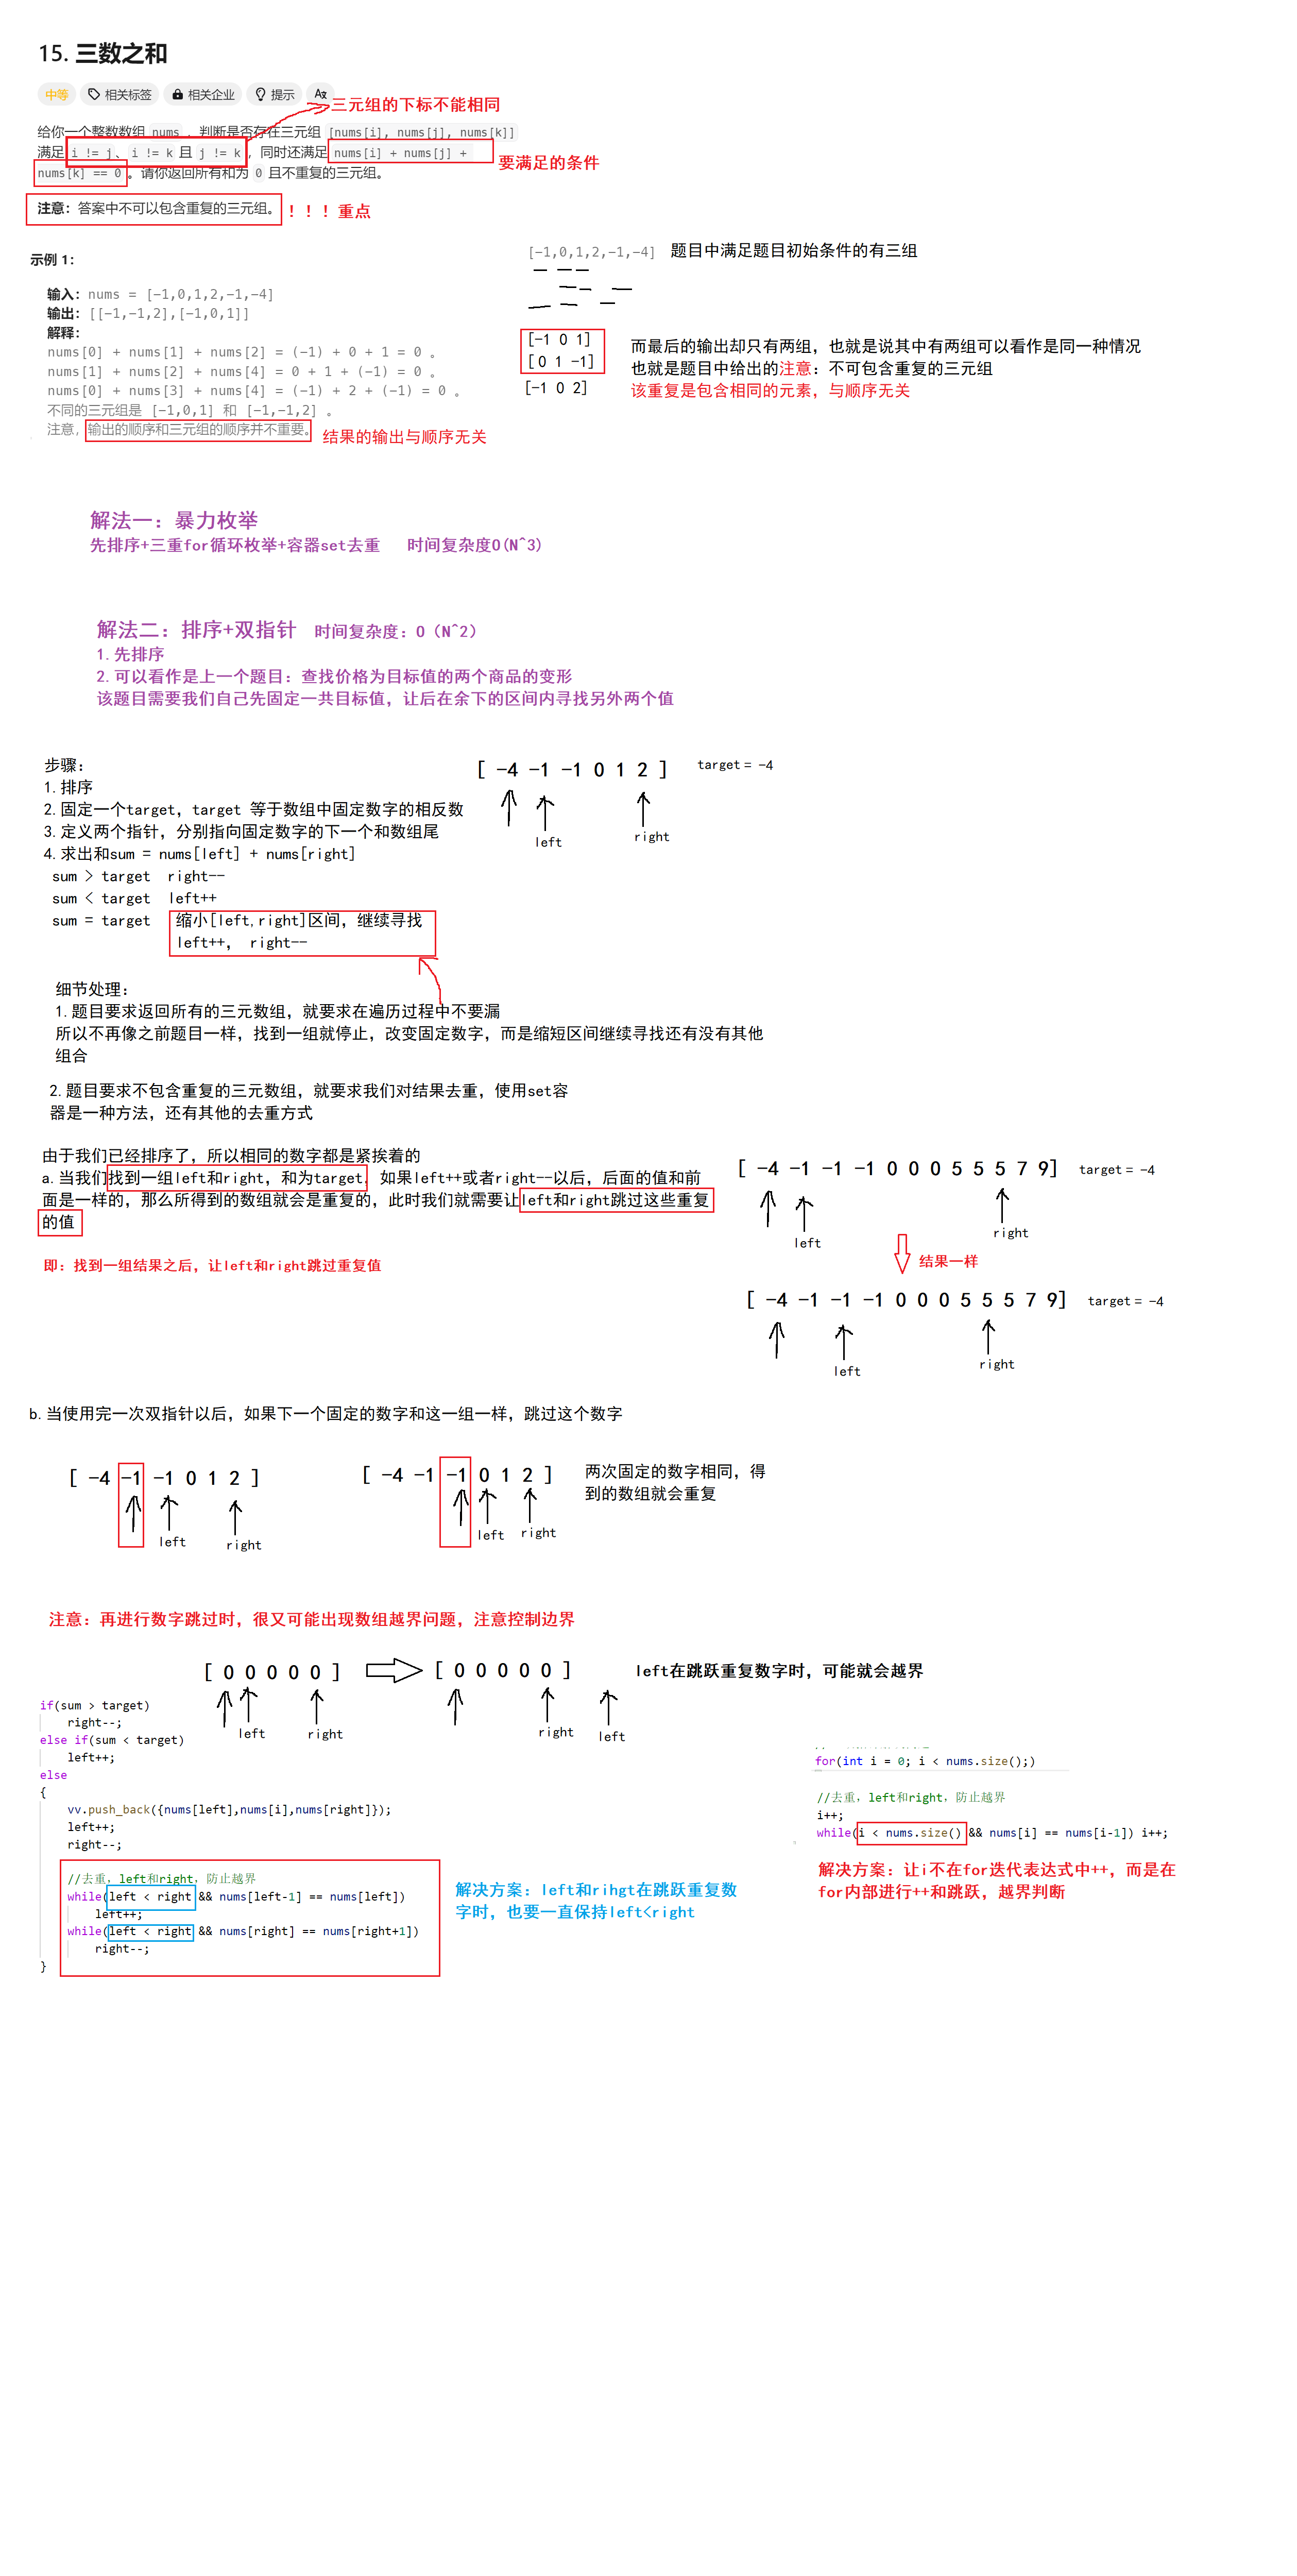 15. 三数之和
中等 相关标签 相关企业 提示 Aᵡ
三元组的下标不能相同
给你一个整数数组 nums ，判断是否存在三元组 [nums[i], nums[j], nums[k]]
满足 i != j、i != k 且 j != k ，同时还满足 nums[i] + nums[j] +
nums[k] == 0 。请你返回所有和为 0 且不重复的三元组。
要满足的条件
注意：答案中不可以包含重复的三元组。
！！！重点
示例 1：
输入：nums = [-1,0,1,2,-1,-4]
输出：[[-1,-1,2],[-1,0,1]]
解释：
nums[0] + nums[1] + nums[2] = (-1) + 0 + 1 = 0 。
nums[1] + nums[2] + nums[4] = 0 + 1 + (-1) = 0 。
nums[0] + nums[3] + nums[4] = (-1) + 2 + (-1) = 0 。
不同的三元组是 [-1,0,1] 和 [-1,-1,2] 。
注意，输出的顺序和三元组的顺序并不重要。
结果的输出与顺序无关
[-1,0,1,2,-1,-4] 题目中满足题目初始条件的有三组
[-1 0 1]
[0 1 -1]
[-1 0 2]
而最后的输出却只有两组，也就是说其中有两组可以看作是同一种情况
也就是题目中给出的注意：不可包含重复的三元组
该重复是包含相同的元素，与顺序无关
解法一：暴力枚举
先排序+三重for循环枚举+容器set去重 时间复杂度O(N^3)
解法二：排序+双指针 时间复杂度：O（N^2）
1.先排序
2.可以看作是上一个题目：查找价格为目标值的两个商品的变形
该题目需要我们自己先固定一共目标值，让后在余下的区间内寻找另外两个值
步骤：
1.排序
2.固定一个target，target 等于数组中固定数字的相反数
3.定义两个指针，分别指向固定数字的下一个和数组尾
4.求出和sum = nums[left] + nums[right]
sum > target right--
sum < target left++
sum = target 缩小[left,right]区间，继续寻找
left++， right--
[ -4 -1 -1 0 1 2 ] target = -4
left
right
细节处理：
1.题目要求返回所有的三元数组，就要求在遍历过程中不要漏
所以不再像之前题目一样，找到一组就停止，改变固定数字，而是缩短区间继续寻找还有没有其他
组合
2.题目要求不包含重复的三元数组，就要求我们对结果去重，使用set容
器是一种方法，还有其他的去重方式
由于我们已经排序了，所以相同的数字都是紧挨着的
a.当我们找到一组left和right，和为target，如果left++或者right--以后，后面的值和前
面是一样的，那么所得到的数组就会是重复的，此时我们就需要让left和right跳过这些重复
的值
即：找到一组结果之后，让left和right跳过重复值
[ -4 -1 -1 -1 0 0 0 5 5 5 7 9] target = -4
left
right
结果一样
[ -4 -1 -1 -1 0 0 0 5 5 5 7 9] target = -4
left
right
b.当使用完一次双指针以后，如果下一个固定的数字和这一组一样，跳过这个数字
[ -4 -1 -1 0 1 2 ]
left
right
[ -4 -1 -1 0 1 2 ]
left
right
两次固定的数字相同，得
到的数组就会重复
注意：再进行数字跳过时，很又可能出现数组越界问题，注意控制边界
[ 0 0 0 0 0 ]
left
right
[ 0 0 0 0 0 ]
right
left
left在跳跃重复数字时，可能就会越界
if(sum > target)
right--;
else if(sum < target)
left++;
else
{
vv.push_back({nums[left],nums[i],nums[right]});
left++;
right--;
//去重，left和right，防止越界
while(left < right && nums[left-1] == nums[left])
left++;
while(left < right && nums[right] == nums[right+1])
right--;
}
解决方案：left和rihgt在跳跃重复数
字时，也要一直保持left<right
for(int i = 0; i < nums.size();)
//去重，left和right，防止越界
i++;
while(i < nums.size() && nums[i] == nums[i-1]) i++;
解决方案：让i不在for迭代表达式中++，而是在
for内部进行++和跳跃，越界判断